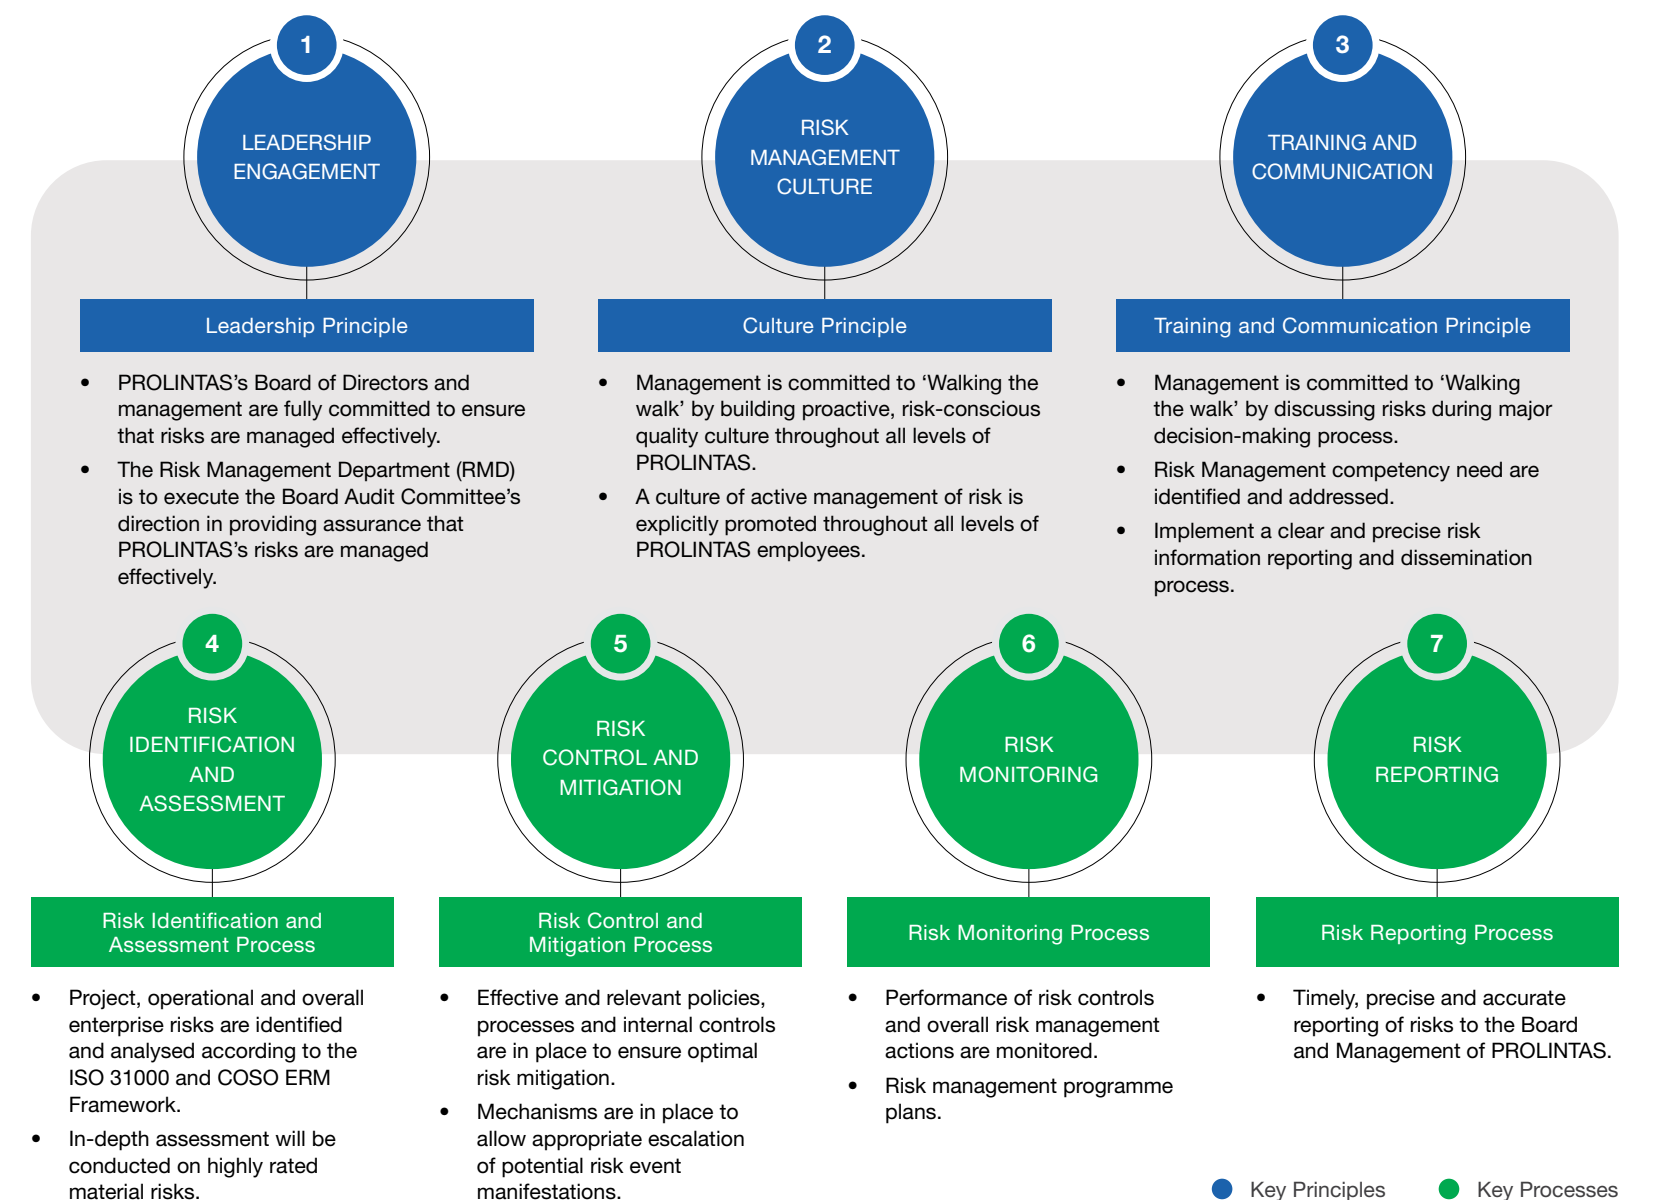 1
LEADERSHIP
ENGAGEMENT
Leadership Principle
• PROLINTAS’s Board of Directors and
management are fully committed to ensure
that risks are managed effectively.
• The Risk Management Department (RMD)
is to execute the Board Audit Committee’s
direction in providing assurance that
PROLINTAS’s risks are managed
effectively.
2
RISK
MANAGEMENT
CULTURE
Culture Principle
• Management is committed to ‘Walking the
walk’ by building proactive, risk-conscious
quality culture throughout all levels of
PROLINTAS.
• A culture of active management of risk is
explicitly promoted throughout all levels of
PROLINTAS employees.
3
TRAINING AND
COMMUNICATION
Training and Communication Principle
• Management is committed to ‘Walking
the walk’ by discussing risks during major
decision-making process.
• Risk Management competency need are
identified and addressed.
• Implement a clear and precise risk
information reporting and dissemination
process.
4
RISK
IDENTIFICATION
AND
ASSESSMENT
Risk Identification and
Assessment Process
• Project, operational and overall
enterprise risks are identified
and analysed according to the
ISO 31000 and COSO ERM
Framework.
• In-depth assessment will be
conducted on highly rated
material risks.
5
RISK
CONTROL AND
MITIGATION
Risk Control and
Mitigation Process
• Effective and relevant policies,
processes and internal controls
are in place to ensure optimal
risk mitigation.
• Mechanisms are in place to
allow appropriate escalation
of potential risk event
manifestations.
6
RISK
MONITORING
Risk Monitoring Process
• Performance of risk controls
and overall risk management
actions are monitored.
• Risk management programme
plans.
7
RISK
REPORTING
Risk Reporting Process
• Timely, precise and accurate
reporting of risks to the Board
and Management of PROLINTAS.
Key Principles
Key Processes